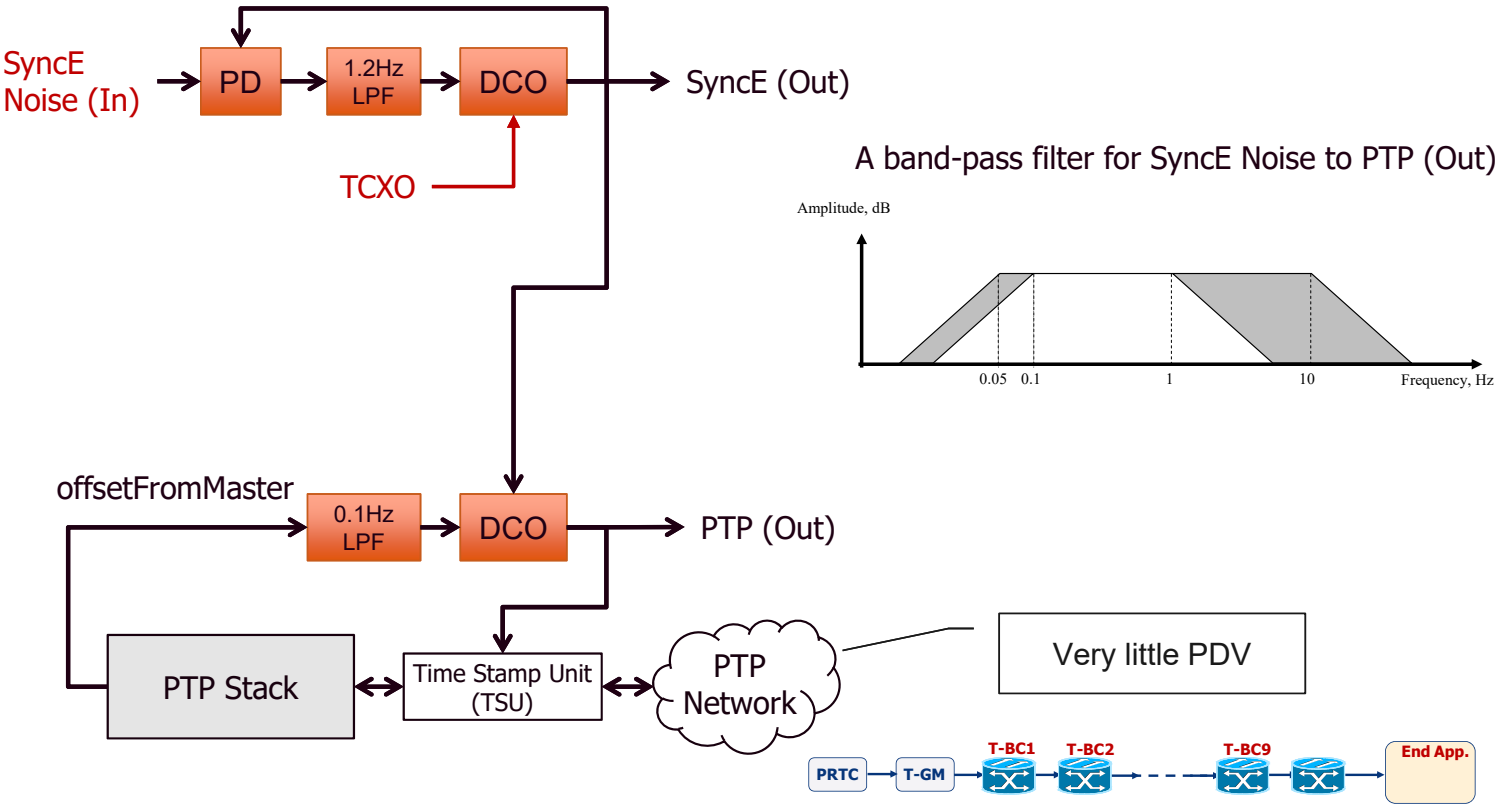 SyncE
Noise (In)
PD
1.2Hz
LPF
DCO
SyncE (Out)
TCXO
A band-pass filter for SyncE Noise to PTP (Out)
Amplitude, dB
0.05
0.1
1
10
Frequency, Hz
offsetFromMaster
0.1Hz
LPF
DCO
PTP (Out)
PTP Stack
Time Stamp Unit
(TSU)
PTP
Network
Very little PDV
PRTC
T-GM
T-BC1
T-BC2
T-BC9
End App.